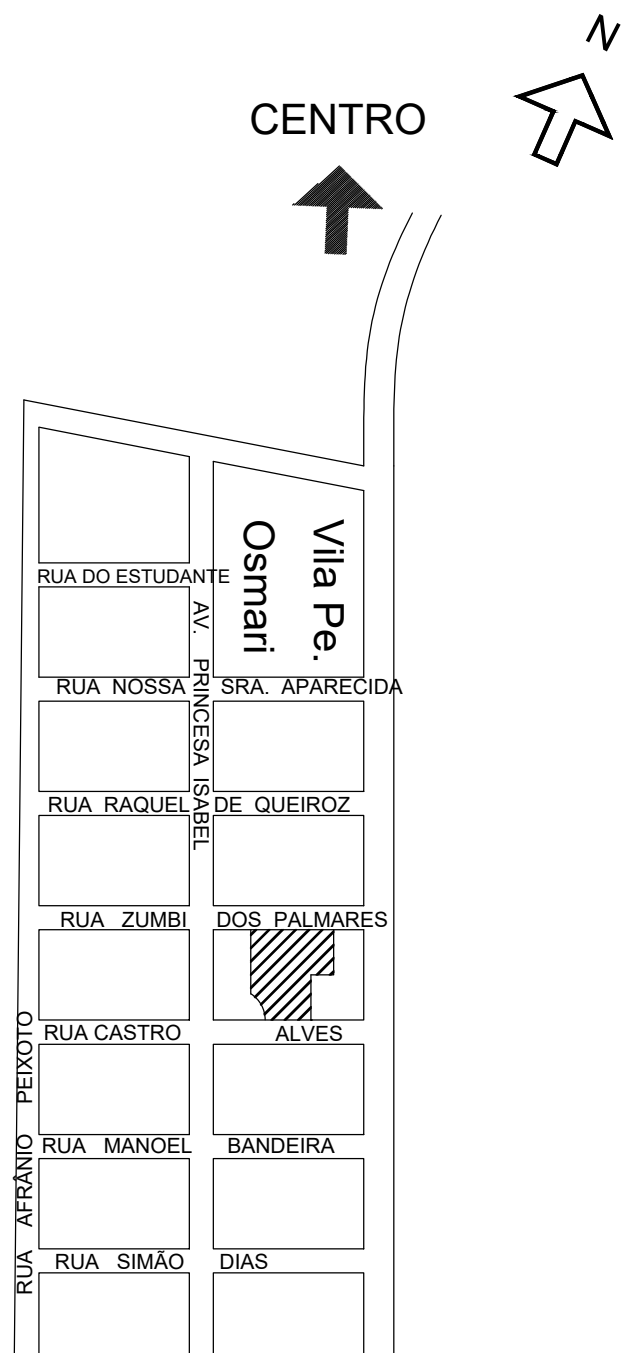 N
CENTRO
Vila Pe.
Osmari
RUA DO ESTUDANTE
AV. PRINCESA ISABEL
RUA NOSSA SRA. APARECIDA
RUA RAQUEL DE QUEIROZ
RUA ZUMBI DOS PALMARES
RUA CASTRO ALVES
RUA MANOEL BANDEIRA
RUA SIMÃO DIAS
RUA AFRÂNIO PEIXOTO